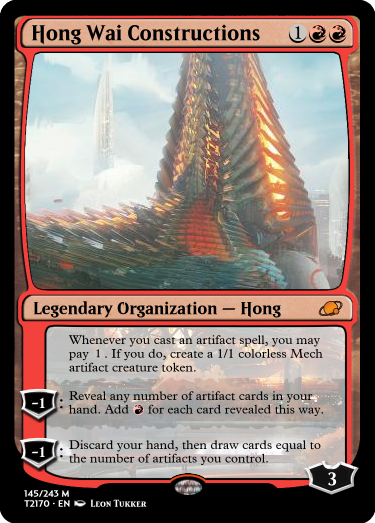 Hong Wai Constructions 1
Legendary Organization — Hong
Whenever you cast an artifact spell, you may
pay 1 . If you do, create a 1/1 colorless Mech
artifact creature token.
-1 : Reveal any number of artifact cards in your
hand. Add for each card revealed this way.
-1 : Discard your hand, then draw cards equal to
the number of artifacts you control.
3
145/243 M
T2170 · EN Leon Tukker